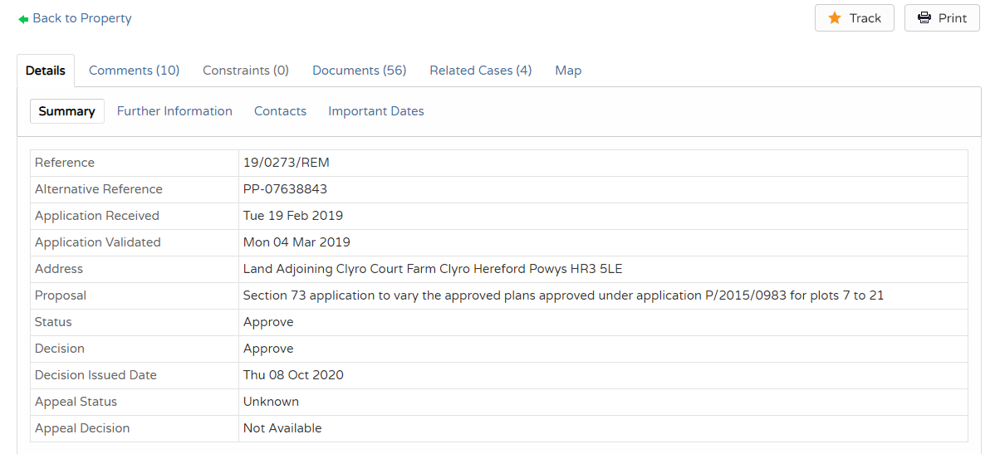 Back to Property
Track
Print
Details Comments (10) Constraints (0) Documents (56) Related Cases (4) Map
Summary Further Information Contacts Important Dates
Reference 19/0273/REM
Alternative Reference PP-07638843
Application Received Tue 19 Feb 2019
Application Validated Mon 04 Mar 2019
Address Land Adjoining Clyro Court Farm Clyro Hereford Powys HR3 5LE
Proposal Section 73 application to vary the approved plans approved under application P/2015/0983 for plots 7 to 21
Status Approve
Decision Approve
Decision Issued Date Thu 08 Oct 2020
Appeal Status Unknown
Appeal Decision Not Available